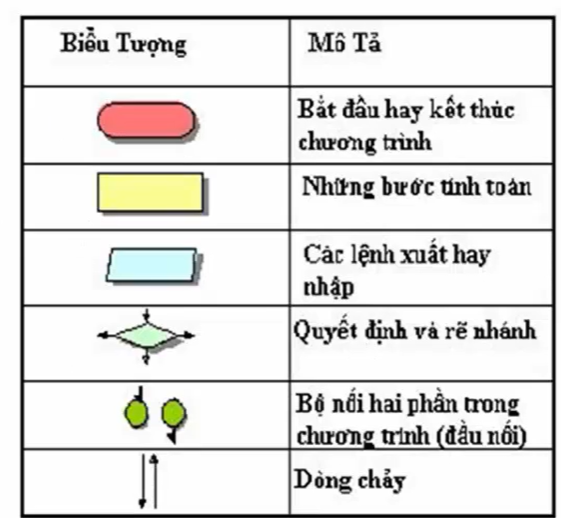 Biểu Tượng
Mô Tả
Bắt đầu hay kết thúc
chương trình
Những bước tính toán
Các lệnh xuất hay
nhập
Quyết định và rẽ nhánh
Bộ nối hai phần trong
chương trình (đầu nối)
Dòng chảy